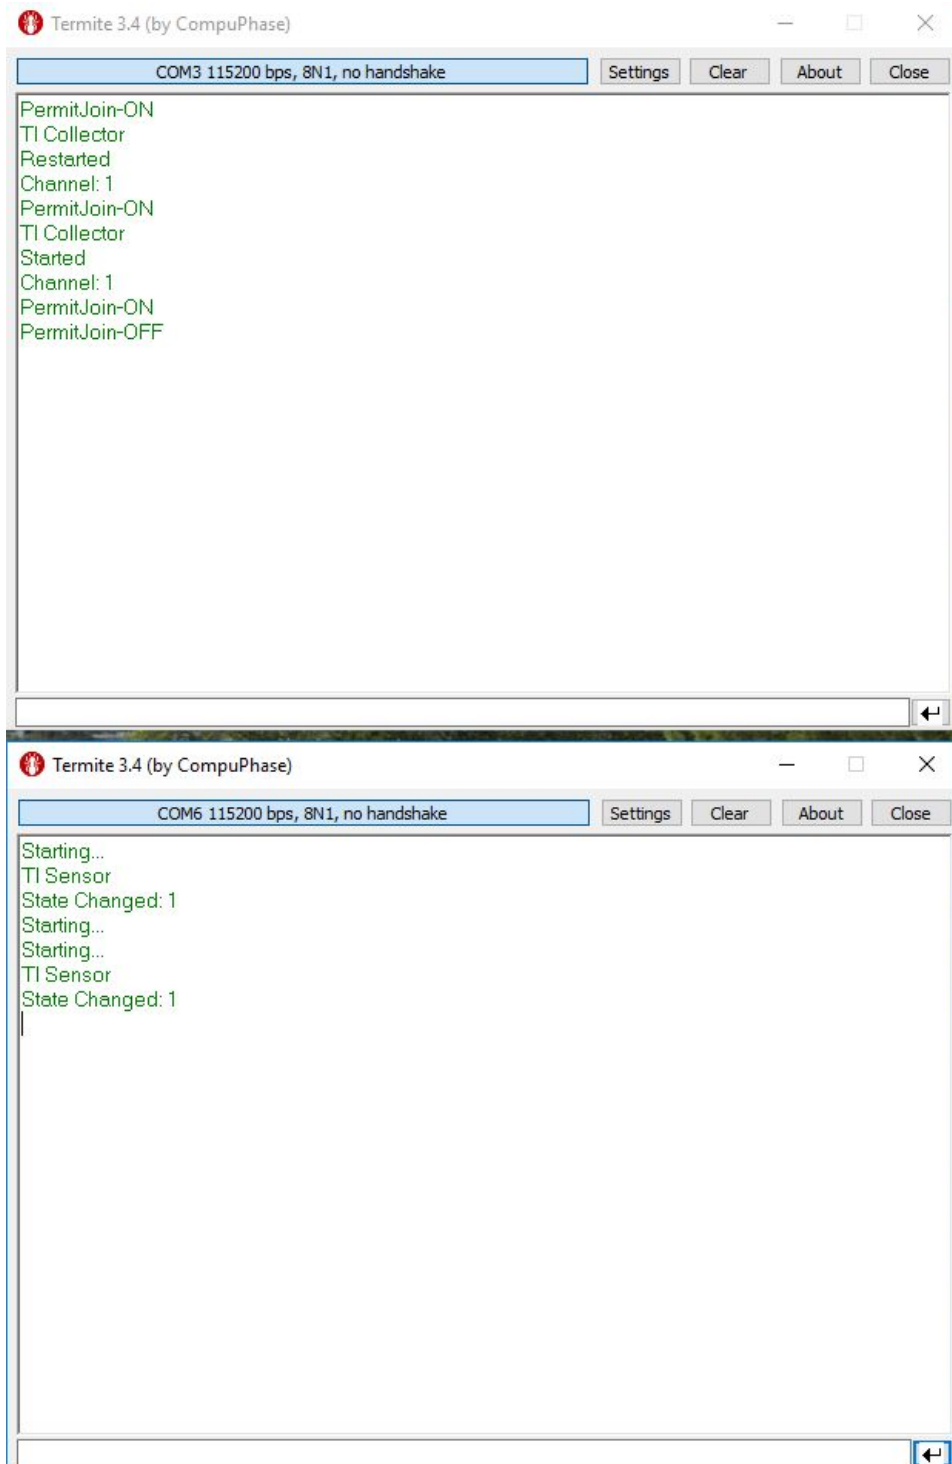 Termite 3.4 (by CompuPhase)
COM3 115200 bps, 8N1, no handshake Settings Clear About Close
PermitJoin-ON
TI Collector
Restarted
Channel: 1
PermitJoin-ON
TI Collector
Started
Channel: 1
PermitJoin-ON
PermitJoin-OFF
Termite 3.4 (by CompuPhase)
COM6 115200 bps, 8N1, no handshake Settings Clear About Close
Starting...
TI Sensor
State Changed: 1
Starting...
Starting...
TI Sensor
State Changed: 1